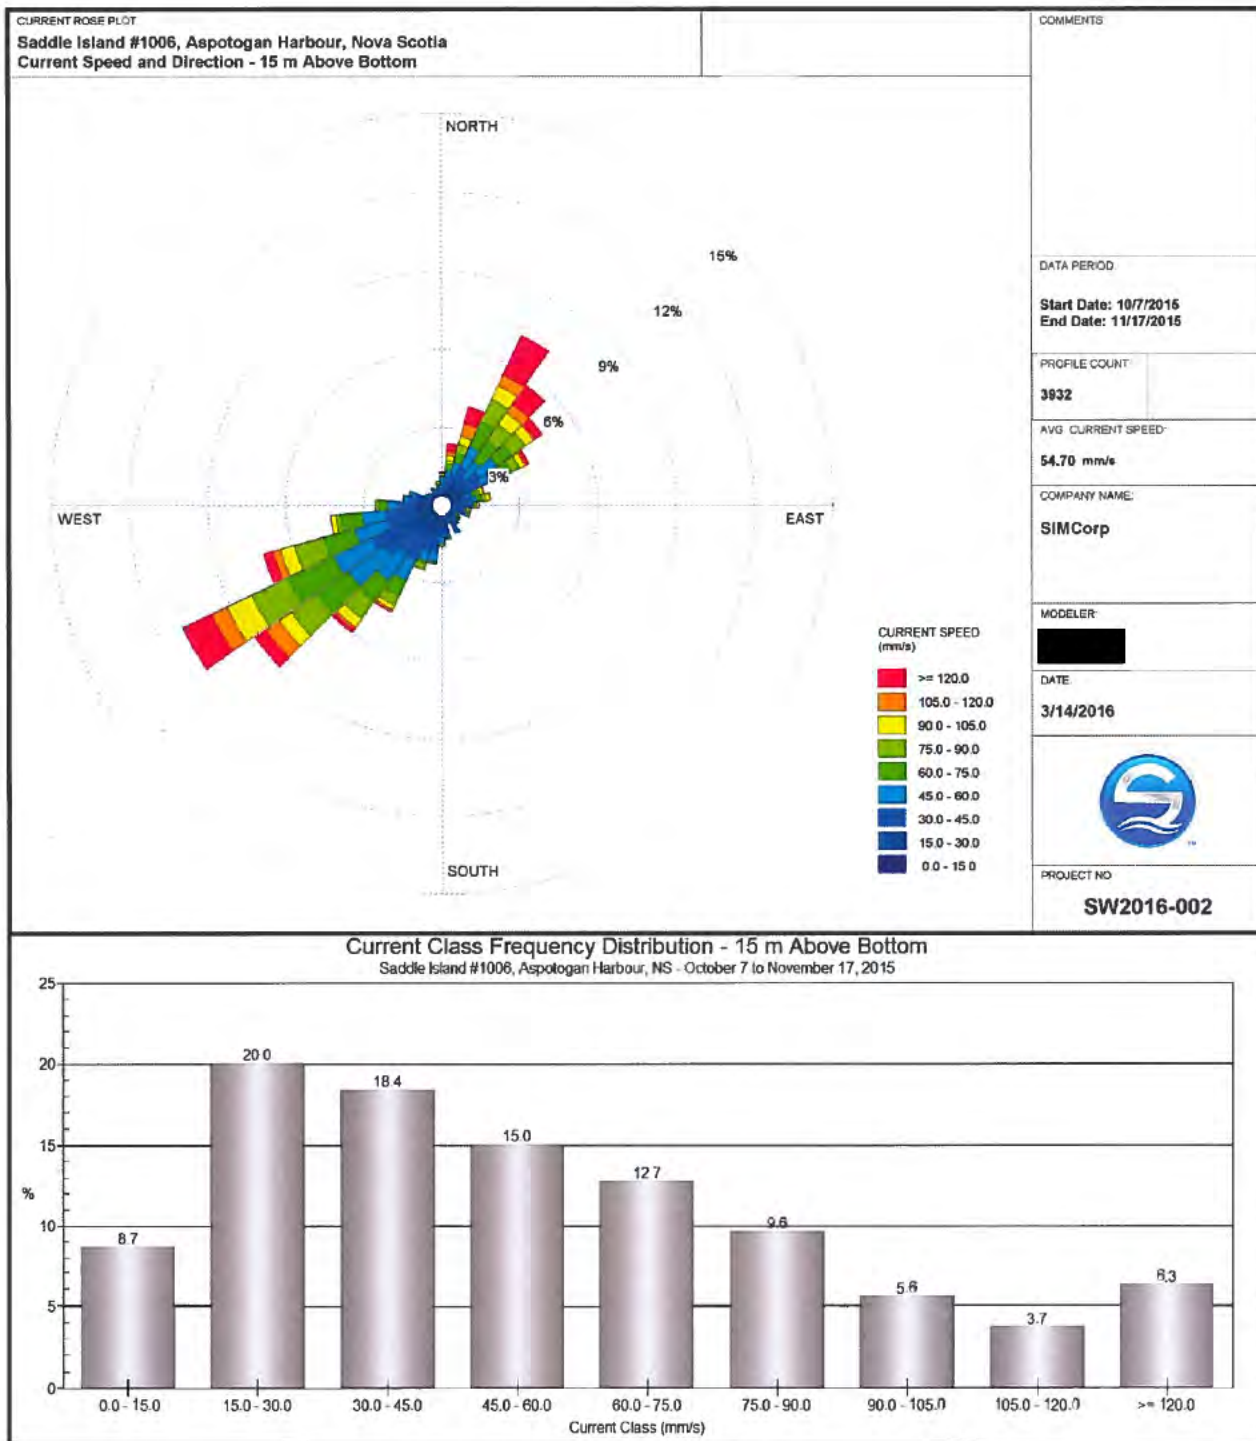 CURRENT ROSE PLOT
Saddle Island #1006, Aspotogan Harbour, Nova Scotia
Current Speed and Direction - 15 m Above Bottom
COMMENTS
NORTH
15%
12%
9%
6%
3%
WEST
EAST
SOUTH
DATA PERIOD:
Start Date: 10/7/2015
End Date: 11/17/2015
PROFILE COUNT:
3932
AVG. CURRENT SPEED:
54.70 mm/s
COMPANY NAME:
SIMCorp
MODELER:
DATE:
3/14/2016
PROJECT NO
SW2016-002
CURRENT SPEED
(mm/s)
>= 120.0
105.0 - 120.0
90.0 - 105.0
75.0 - 90.0
60.0 - 75.0
45.0 - 60.0
30.0 - 45.0
15.0 - 30.0
0.0 - 15.0
Current Class Frequency Distribution - 15 m Above Bottom
Saddle Island #1006, Aspotogan Harbour, NS - October 7 to November 17, 2015
25
20
15
10
5
0
%
8.7
20.0
18.4
15.0
12.7
9.6
5.6
3.7
6.3
0.0 - 15.0 15.0 - 30.0 30.0 - 45.0 45.0 - 60.0 60.0 - 75.0 75.0 - 90.0 90.0 - 105.0 105.0 - 120.0 >= 120.0
Current Class (mm/s)